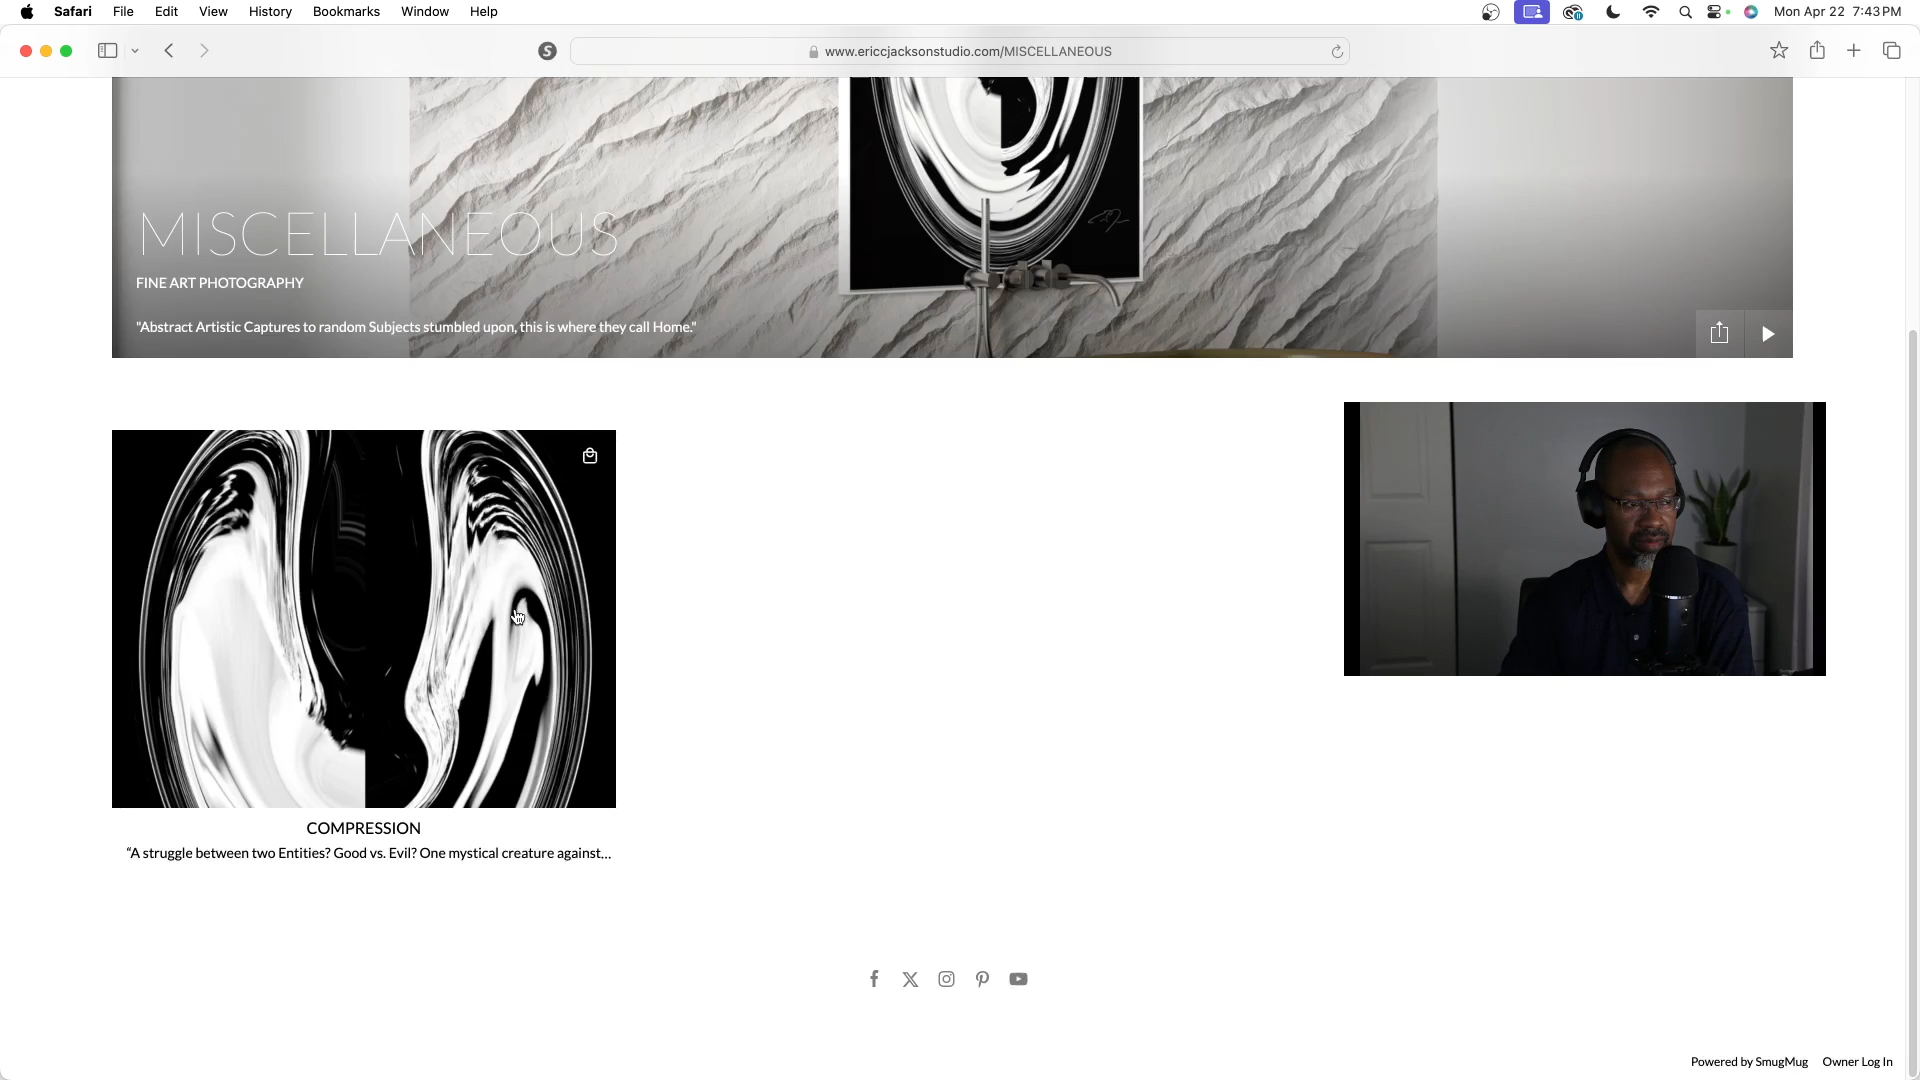 Safari File Edit View History Bookmarks Window Help Mon Apr 22 7:43 PM
www.ericcjacksonstudio.com/MISCELLANEOUS
MISCELLANEOUS
FINE ART PHOTOGRAPHY
"Abstract Artistic Captures to random Subjects stumbled upon, this is where they call Home."
COMPRESSION
“A struggle between two Entities? Good vs. Evil? One mystical creature against...
Powered by SmugMug Owner Log In